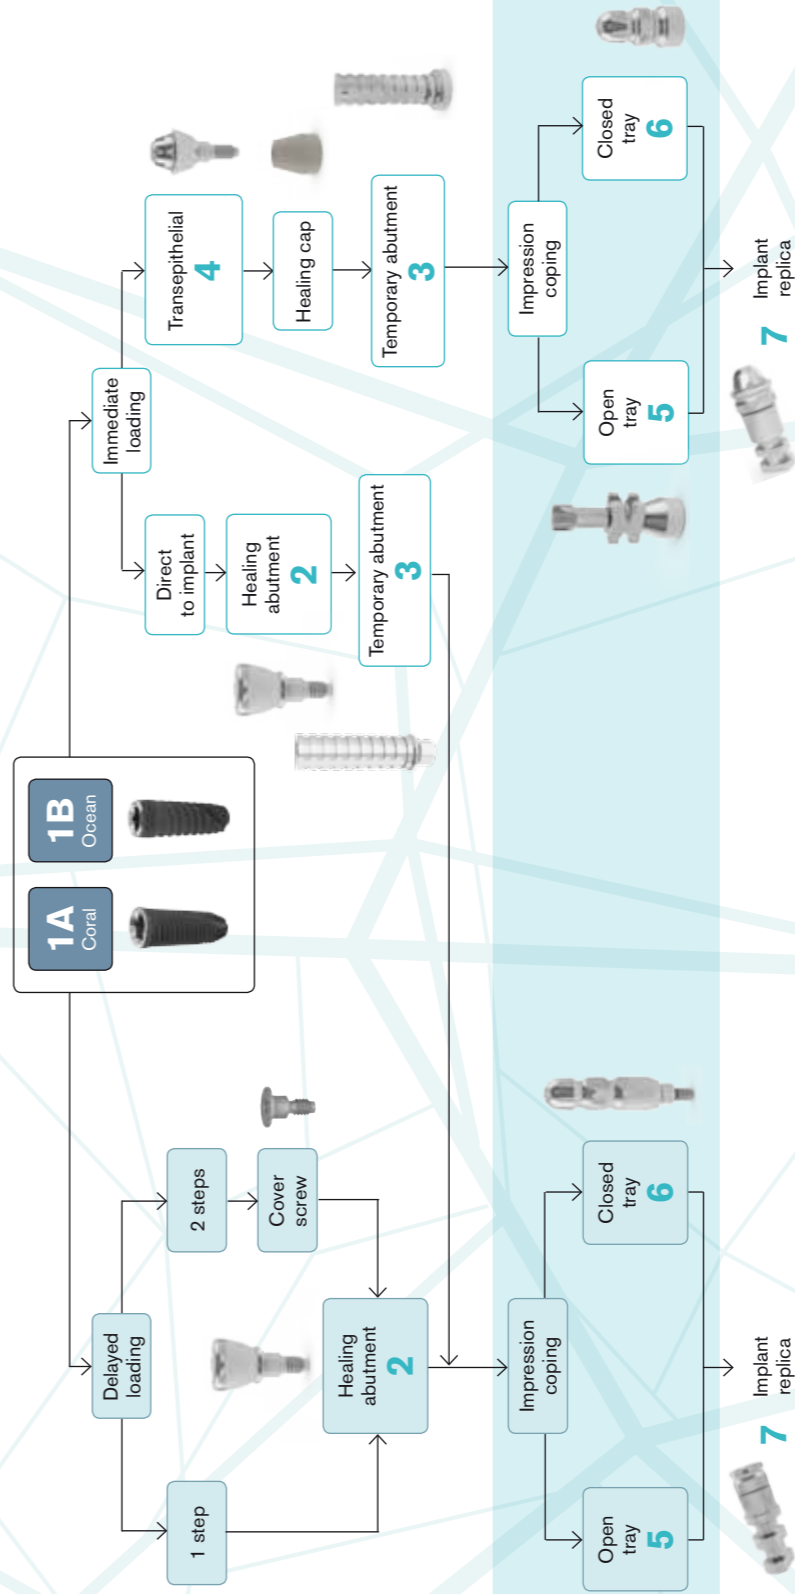 1A
Coral
1B
Ocean
Delayed
loading
1 step
2 steps
Cover
screw
Healing
abutment
2
Impression
coping
Open
tray
5
Closed
tray
6
7
Implant
replica
Immediate
loading
Direct
to implant
Healing
abutment
2
Temporary abutment
3
Transepithelial
4
Healing cap
Temporary abutment
3
Impression
coping
Open
tray
5
Closed
tray
6
7
Implant
replica